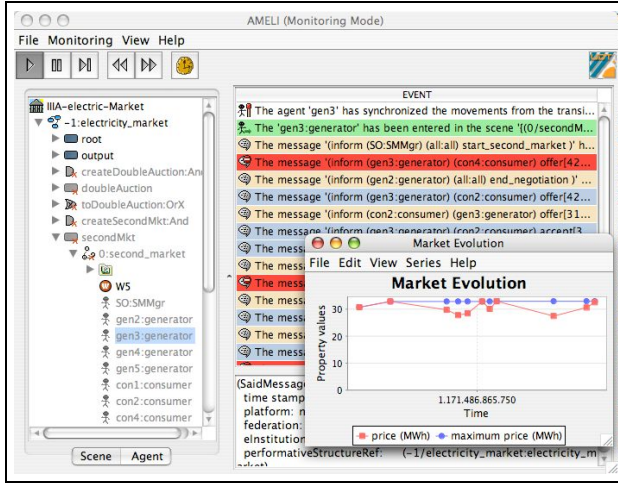 AMELI (Monitoring Mode)
File Monitoring View Help
IIIA-electric-Market
-1:electricity_market
root
output
createDoubleAuction:An
doubleAuction
toDoubleAuction:OrX
createSecondMkt:And
secondMkt
0:second_market
W5
SO:SMMgr
gen2:generator
gen3:generator
gen4:generator
gen5:generator
con1:consumer
con2:consumer
con4:consumer
Scene Agent
EVENT
The agent 'gen3' has synchronized the movements from the transi...
The 'gen3:generator' has been entered in the scene '[(0/secondM...
The message '(inform (SO:SMMgr) (all:all) start_second_market )' h...
The message '(inform (gen3:generator) (con4:consumer) offer[42...
The message '(inform (gen2:generator) (all:all) end_negotiation )' ...
The message '(inform (gen3:generator) (con2:consumer) offer[42...
The message '(inform (con2:consumer) (gen3:generator) offer[31...
The message '(inform (gen3:generator) (con2:consumer) accept[3...
The mess
The mess
The mess
The mess
The mess
(SaidMessag
time stamp
platform: n
federation:
eInstitution
performativeStructureRef: (-1/electricity_market:electricity_m
arket)
Market Evolution
File Edit View Series Help
Market Evolution
Property values
30
20
10
0
1.171.486.865.750
Time
price (MWh) maximum price (MWh)